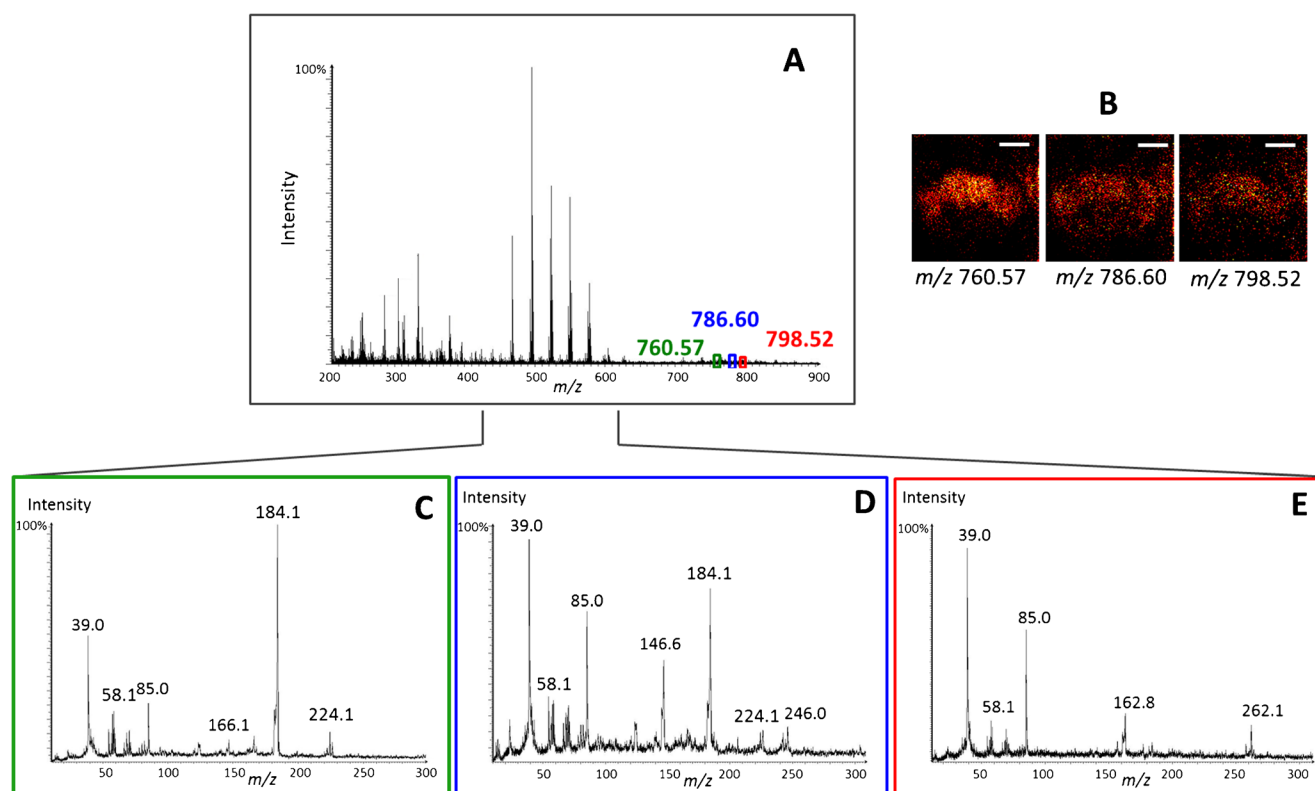 A
100%
Intensity
786.60
760.57
798.52
200 300 400 500 600 700 800 900
m/z
B
m/z 760.57 m/z 786.60 m/z 798.52
C
Intensity
100%
184.1
39.0
58.1
85.0
166.1
224.1
50 100 150 200 250 300
m/z
D
Intensity
100%
39.0
184.1
85.0
146.6
58.1
224.1
246.0
50 100 150 200 250 300
m/z
E
Intensity
100%
39.0
85.0
58.1
162.8
262.1
50 100 150 200 250 300
m/z